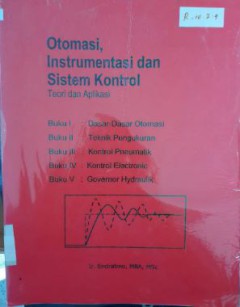 Otomasi,
Instrumentasi dan
Sistem Kontrol
Teori dan Aplikasi
Buku I : Dasar-Dasar Otomasi
Buku II : Teknik Pengukuran
Buku III : Kontrol Pneumatik
Buku IV : Kontrol Electronic
Buku V : Governor Hydraulik